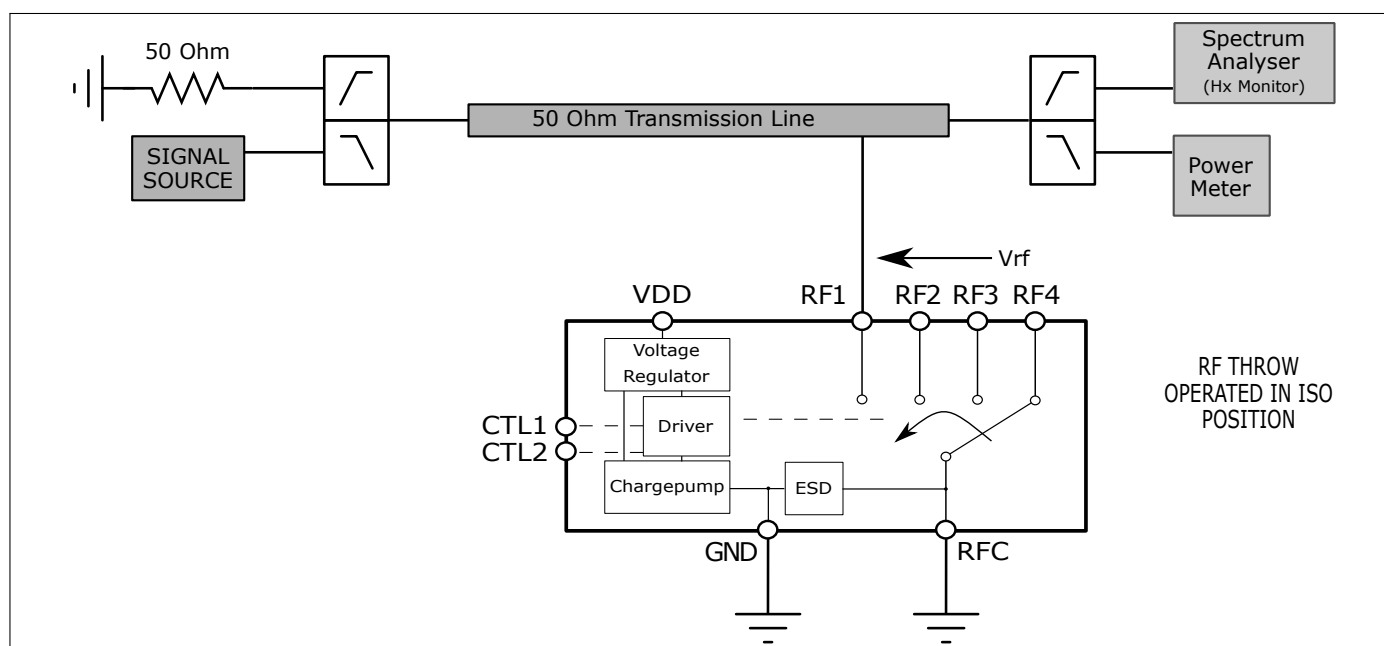 50 Ohm
SIGNAL
SOURCE
50 Ohm Transmission Line
Spectrum
Analyser
(Hx Monitor)
Power
Meter
Vrf
VDD
RF1
RF2
RF3
RF4
Voltage
Regulator
Driver
CTL1
CTL2
Chargepump
ESD
GND
RFC
RF THROW
OPERATED IN ISO
POSITION